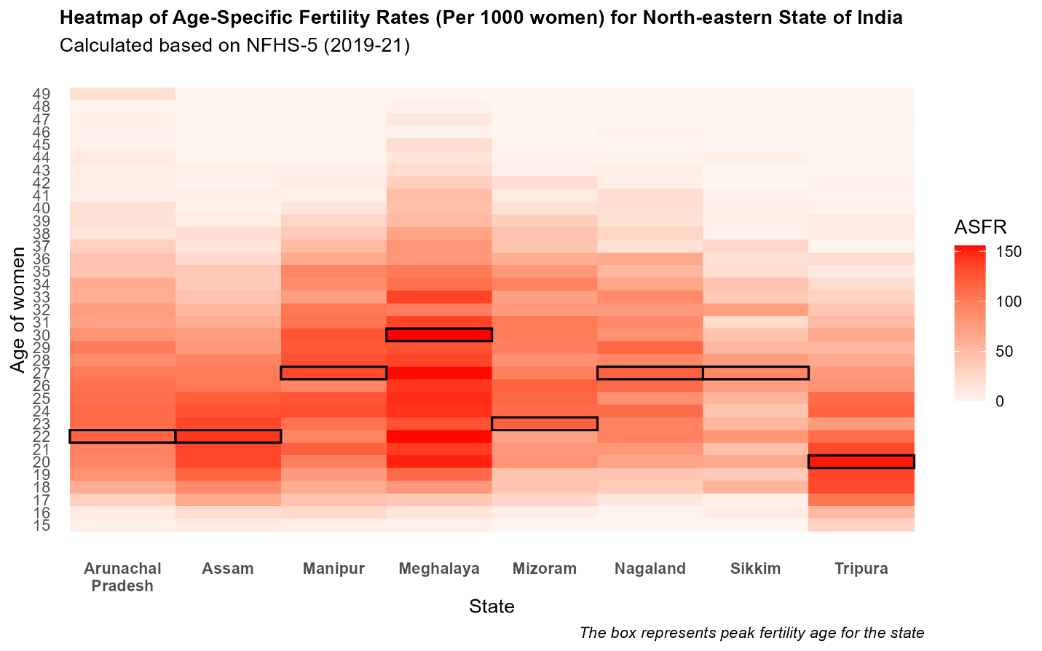 Heatmap of Age-Specific Fertility Rates (Per 1000 women) for North-eastern State of India
Calculated based on NFHS-5 (2019-21)
Age of women
49
48
47
46
45
44
43
42
41
40
39
38
37
36
35
34
33
32
31
30
29
28
27
26
25
24
23
22
21
20
19
18
17
16
15
ASFR
150
100
50
0
Arunachal Pradesh
Assam
Manipur
Meghalaya
Mizoram
Nagaland
Sikkim
Tripura
State
The box represents peak fertility age for the state